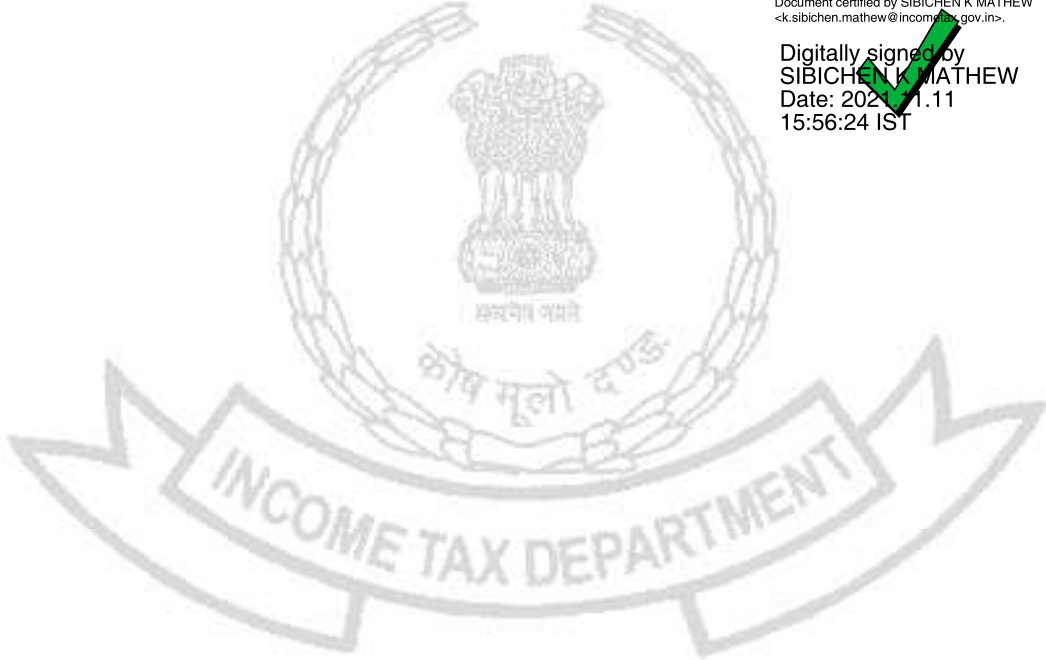 Document certified by SIBICHEN K MATHEW
<k.sibichen.mathew@incometax.gov.in>.
Digitally signed by
SIBICHEN K MATHEW
Date: 2021.11.11
15:56:24 IST
सत्यमेव जयते
कोष मूलो दण्ड
INCOME TAX DEPARTMENT